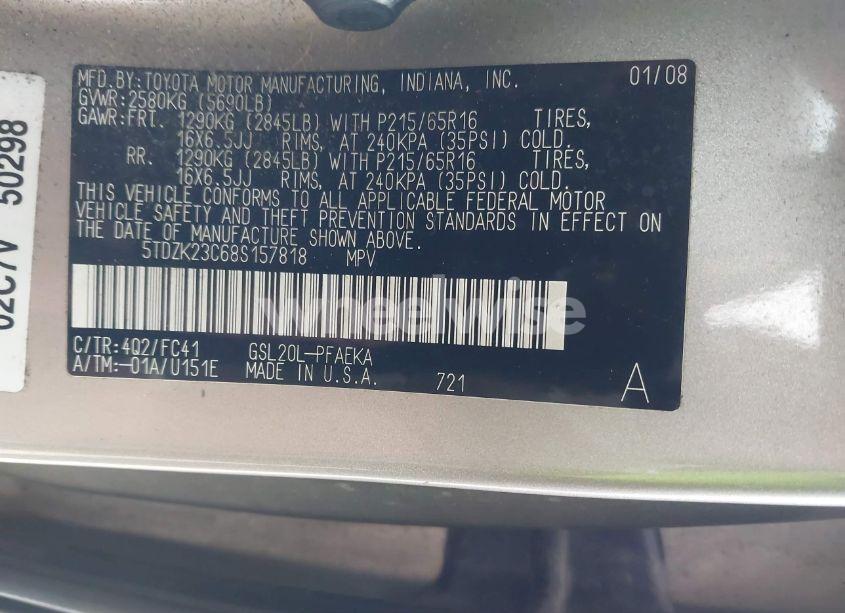 MFD.BY:TOYOTA MOTOR MANUFACTURING, INDIANA, INC. 01/08
GVWR:2580KG (5690LB)
GAWR:FRT. 1290KG (2845LB) WITH P215/65R16 TIRES,
16X6.5JJ RIMS, AT 240KPA (35PSI) COLD.
RR. 1290KG (2845LB) WITH P215/65R16 TIRES,
16X6.5JJ RIMS, AT 240KPA (35PSI) COLD.
THIS VEHICLE CONFORMS TO ALL APPLICABLE FEDERAL MOTOR
VEHICLE SAFETY AND THEFT PREVENTION STANDARDS IN EFFECT ON
THE DATE OF MANUFACTURE SHOWN ABOVE.
5TDZK23C68S157818 MPV
wheelwise
C/TR:4Q2/FC41 GSL20L-PFAEKA
A/TM:-01A/U151E MADE IN U.S.A. 721 A
02C7V 50298